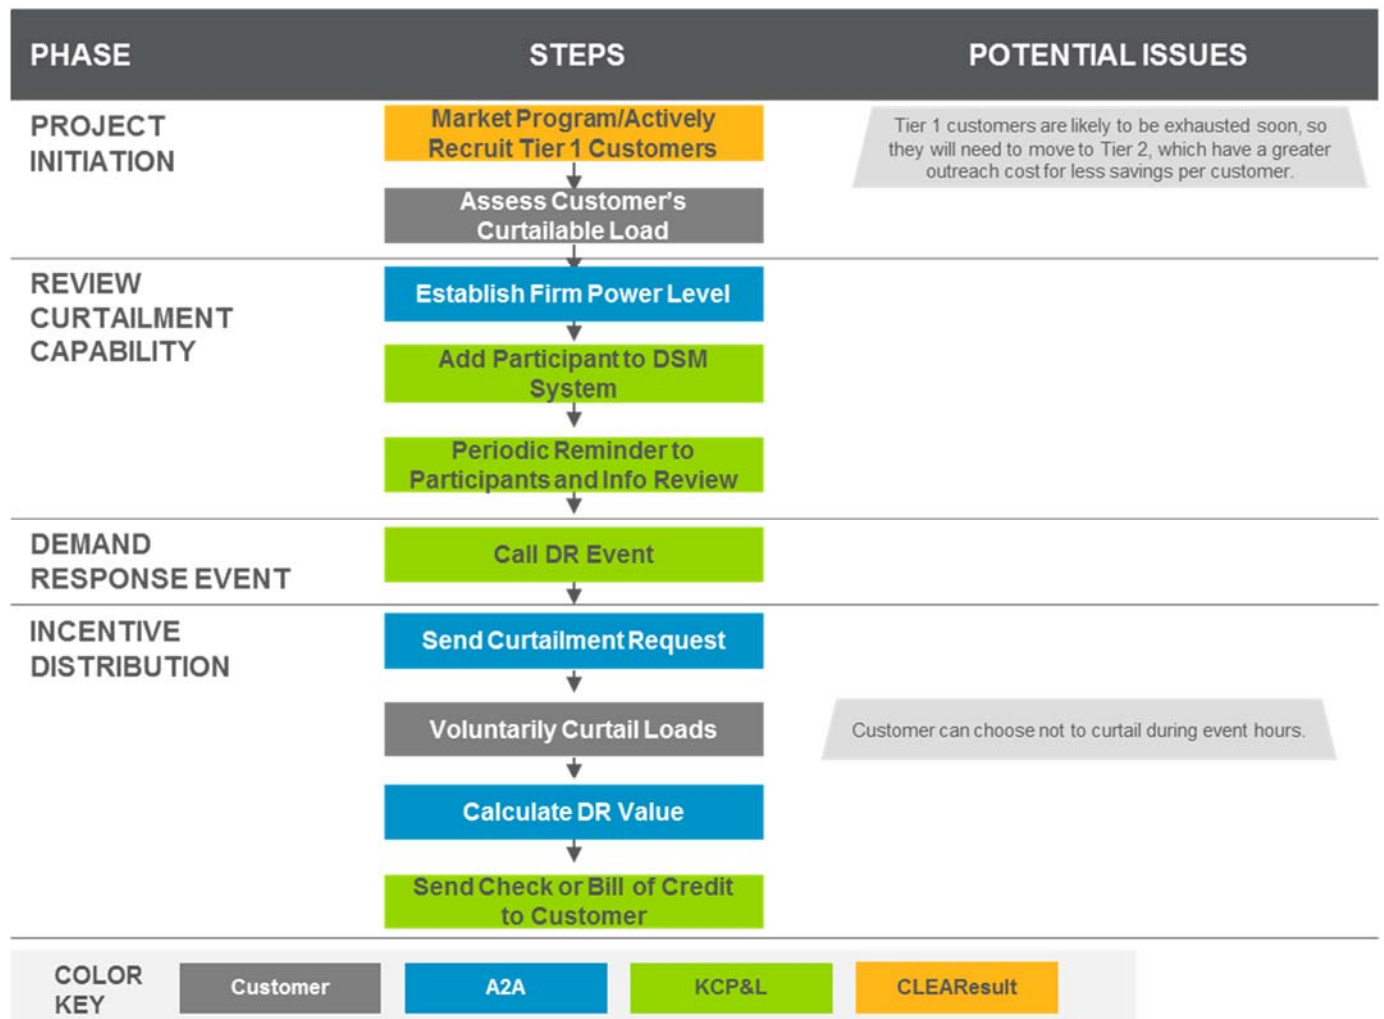 PHASE
STEPS
POTENTIAL ISSUES
PROJECT
INITIATION
Market Program/Actively
Recruit Tier 1 Customers
Assess Customer's
Curtailable Load
Tier 1 customers are likely to be exhausted soon, so
they will need to move to Tier 2, which have a greater
outreach cost for less savings per customer.
REVIEW
CURTAILMENT
CAPABILITY
Establish Firm Power Level
Add Participant to DSM
System
Periodic Reminder to
Participants and Info Review
DEMAND
RESPONSE EVENT
Call DR Event
INCENTIVE
DISTRIBUTION
Send Curtailment Request
Voluntarily Curtail Loads
Customer can choose not to curtail during event hours.
Calculate DR Value
Send Check or Bill of Credit
to Customer
COLOR
KEY
Customer
A2A
KCP&L
CLEAResult